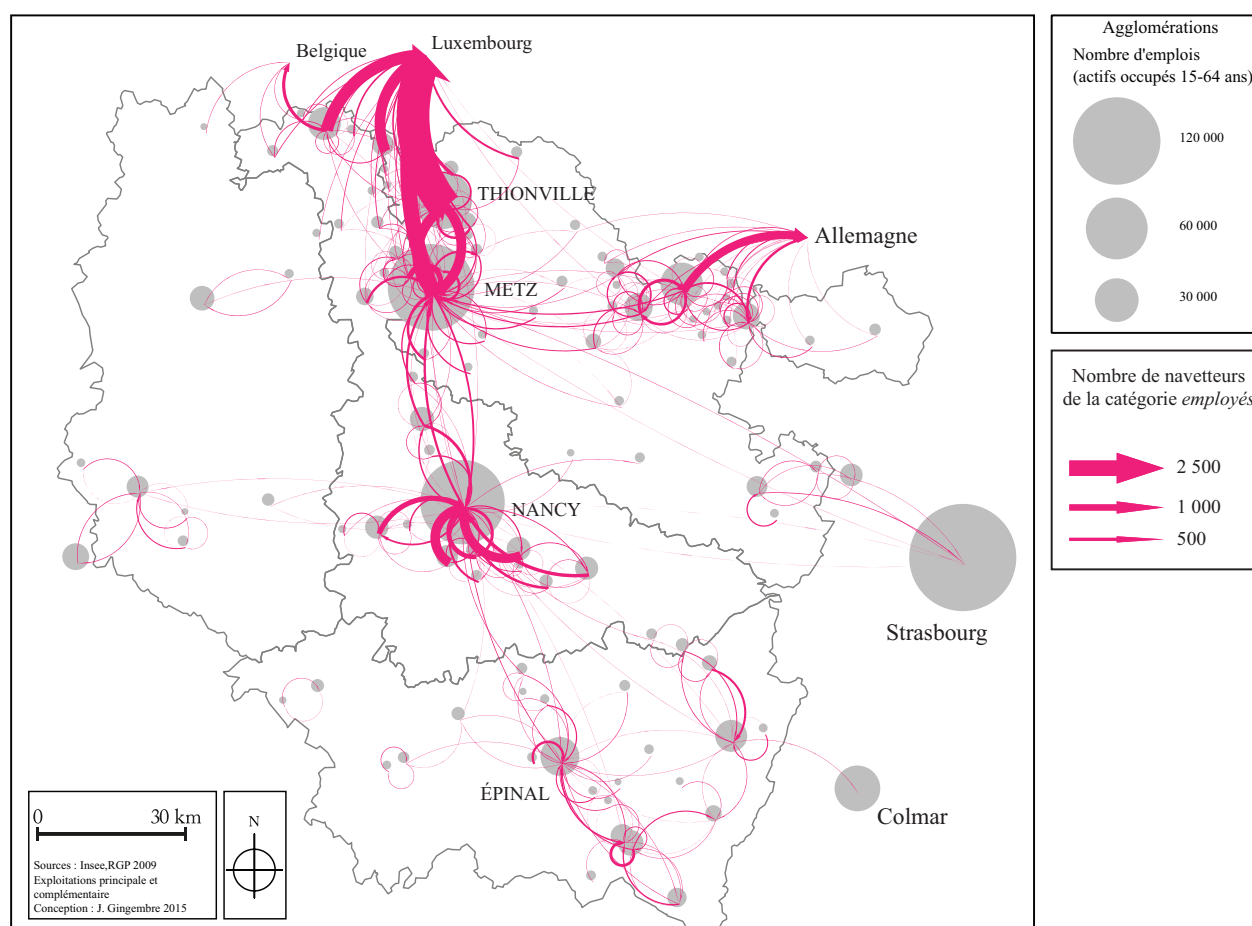 Belgique
Luxembourg
THIONVILLE
Allemagne
METZ
NANCY
Strasbourg
ÉPINAL
Colmar
0 30 km
Sources : Insee,RGP 2009
Exploitations principale et
complémentaire
Conception : J. Gingembre 2015
N
Agglomérations
Nombre d'emplois
(actifs occupés 15-64 ans)
120 000
60 000
30 000
Nombre de navetteurs
de la catégorie employés
2 500
1 000
500